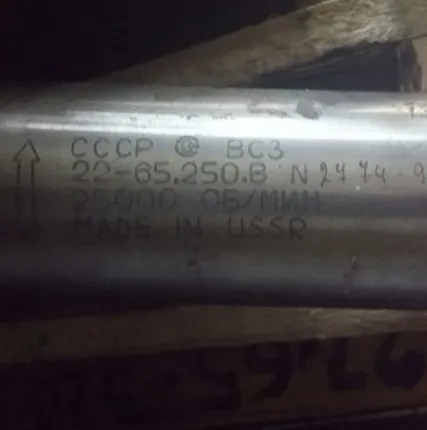 СССР ВСЗ
22-65.250.В N 2474-9
25000 ОБ/МИН
MADE IN USSR